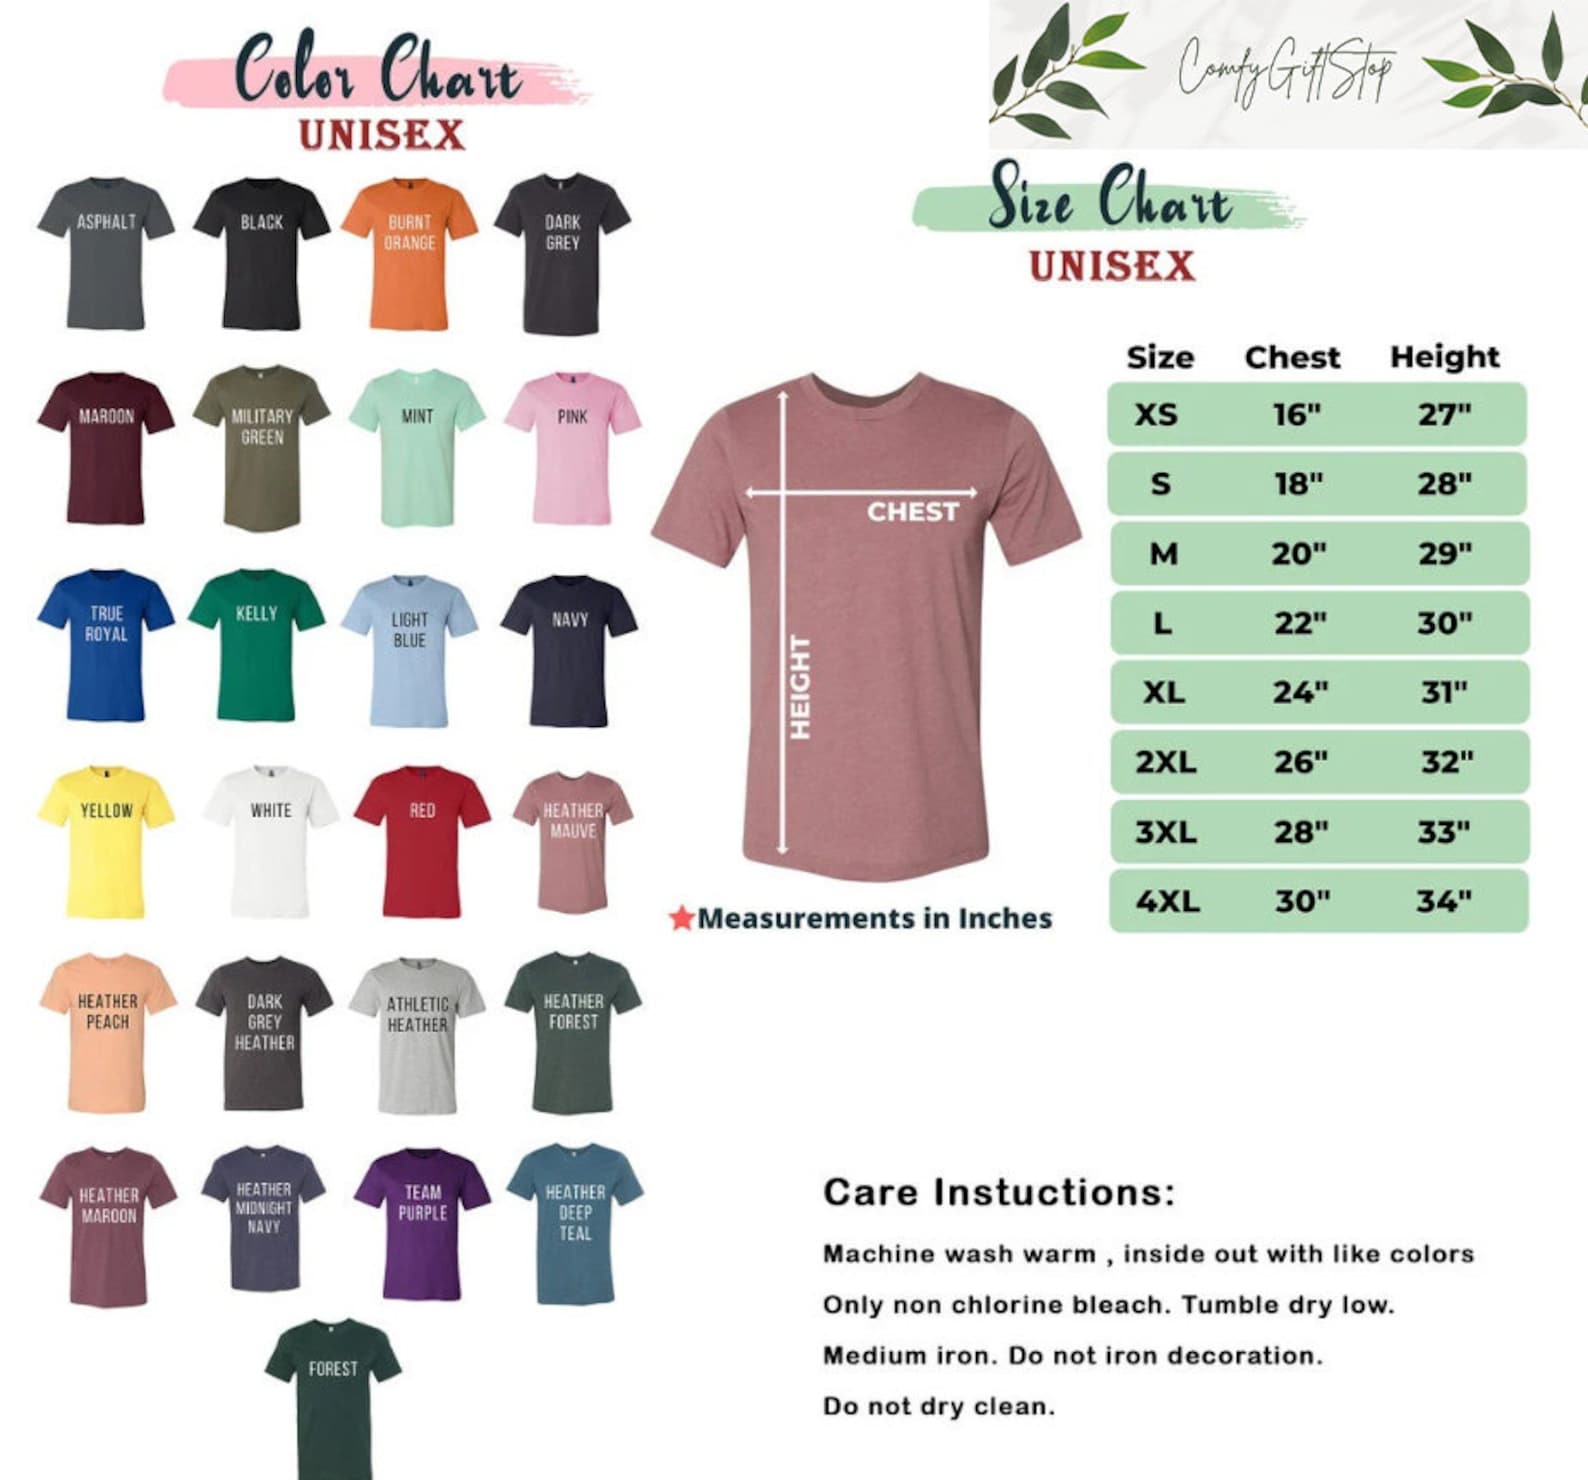 Color Chart
UNISEX
ASPHALT
BLACK
BURNT
ORANGE
DARK
GREY
MAROON
MILITARY
GREEN
MINT
PINK
TRUE
ROYAL
KELLY
LIGHT
BLUE
NAVY
YELLOW
WHITE
RED
HEATHER
MAUVE
HEATHER
PEACH
DARK
GREY
HEATHER
ATHLETIC
HEATHER
HEATHER
FOREST
HEATHER
MAROON
HEATHER
MIDNIGHT
NAVY
TEAM
PURPLE
HEATHER
DEEP
TEAL
FOREST
ComfyGiftStop
Size Chart
UNISEX
CHEST
HEIGHT
Measurements in Inches
Size Chest Height
XS 16" 27"
S 18" 28"
M 20" 29"
L 22" 30"
XL 24" 31"
2XL 26" 32"
3XL 28" 33"
4XL 30" 34"
Care Instuctions:
Machine wash warm , inside out with like colors
Only non chlorine bleach. Tumble dry low.
Medium iron. Do not iron decoration.
Do not dry clean.